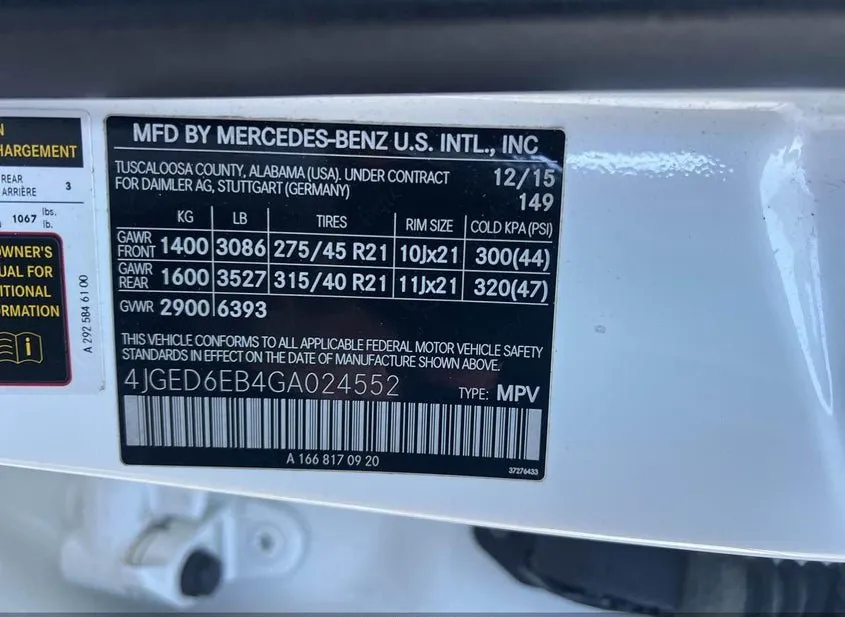 N
HARGEMENT
REAR
ARRIÈRE 3
1067 lbs.
lb.
OWNER'S
UAL FOR
ITIONAL
ORMATION
i
A 292 584 61 00
MFD BY MERCEDES-BENZ U.S. INTL., INC
TUSCALOOSA COUNTY, ALABAMA (USA). UNDER CONTRACT 12/15
FOR DAIMLER AG, STUTTGART (GERMANY) 149
KG LB TIRES RIM SIZE COLD KPA (PSI)
GAWR FRONT 1400 3086 275/45 R21 10Jx21 300(44)
GAWR REAR 1600 3527 315/40 R21 11Jx21 320(47)
GVWR 2900 6393
THIS VEHICLE CONFORMS TO ALL APPLICABLE FEDERAL MOTOR VEHICLE SAFETY
STANDARDS IN EFFECT ON THE DATE OF MANUFACTURE SHOWN ABOVE.
4JGED6EB4GA024552 TYPE: MPV
A 166 817 09 20
37276433